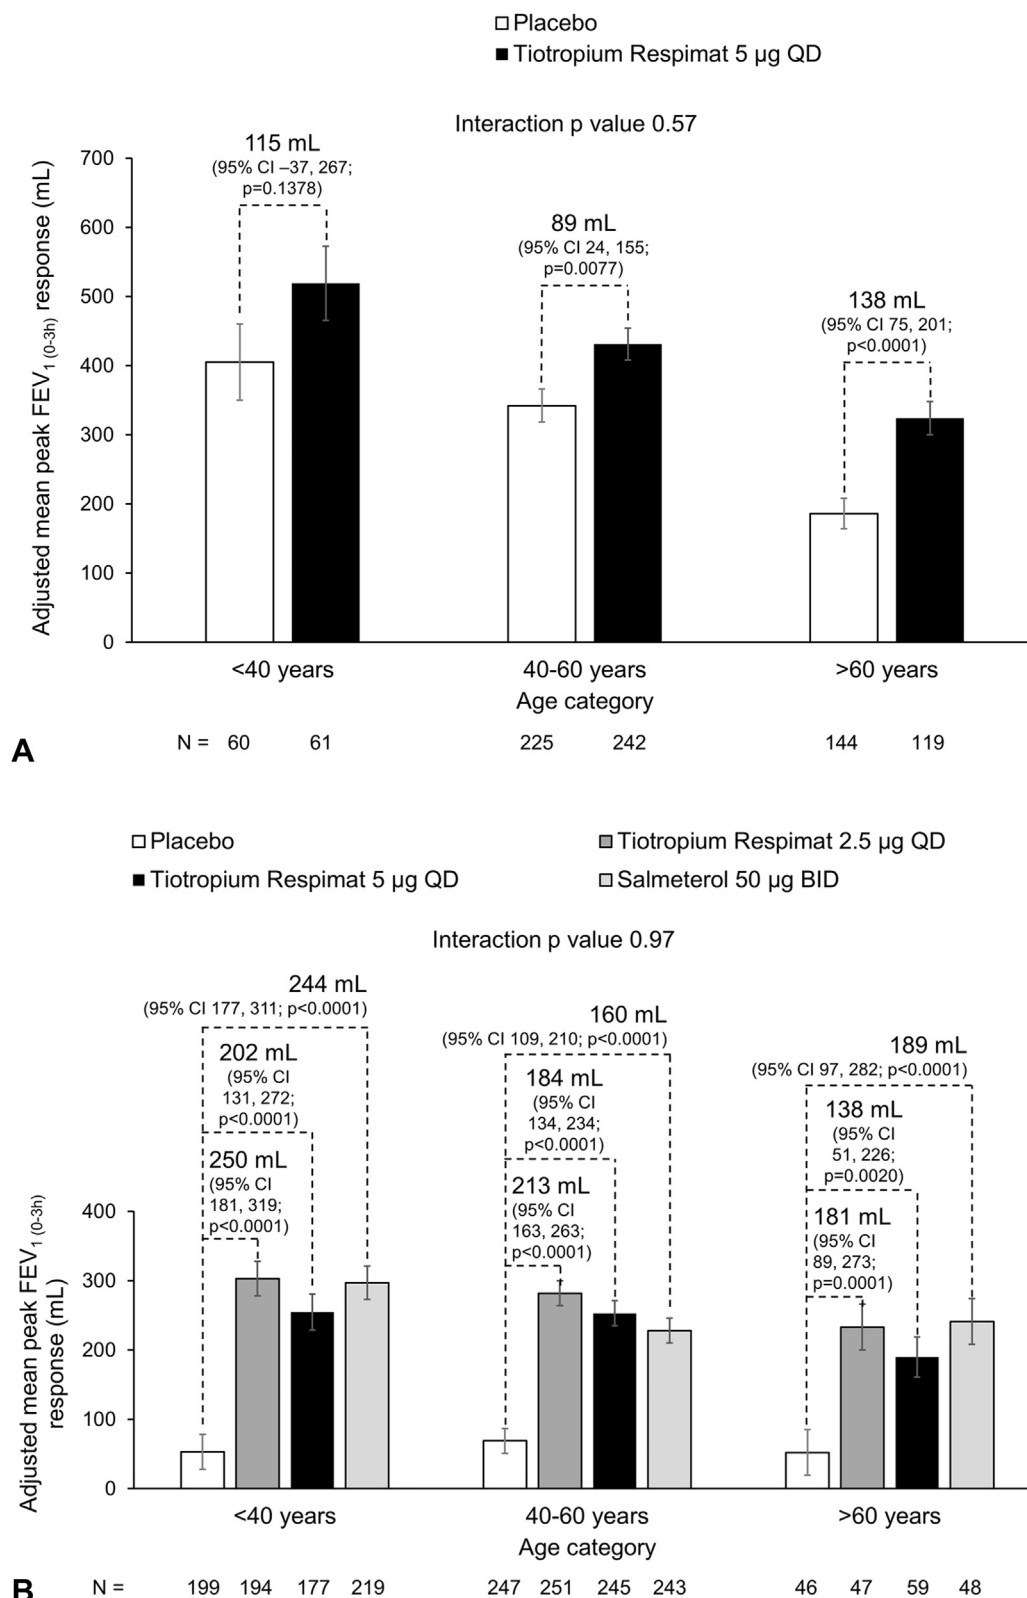 Placebo
Tiotropium Respimat 5 µg QD
Interaction p value 0.57
Adjusted mean peak FEV1 (0-3h) response (mL)
700
600
500
400
300
200
100
0
115 mL
(95% CI –37, 267;
p=0.1378)
89 mL
(95% CI 24, 155;
p=0.0077)
138 mL
(95% CI 75, 201;
p<0.0001)
<40 years
40-60 years
>60 years
Age category
A
N = 60 61 225 242 144 119
Placebo
Tiotropium Respimat 2.5 µg QD
Tiotropium Respimat 5 µg QD
Salmeterol 50 µg BID
Interaction p value 0.97
Adjusted mean peak FEV1 (0-3h)
response (mL)
400
300
200
100
0
244 mL
(95% CI 177, 311; p<0.0001)
202 mL
(95% CI
131, 272;
p<0.0001)
250 mL
(95% CI
181, 319;
p<0.0001)
160 mL
(95% CI 109, 210; p<0.0001)
184 mL
(95% CI
134, 234;
p<0.0001)
213 mL
(95% CI
163, 263;
p<0.0001)
189 mL
(95% CI 97, 282; p<0.0001)
138 mL
(95% CI
51, 226;
p=0.0020)
181 mL
(95% CI
89, 273;
p=0.0001)
<40 years
40-60 years
>60 years
Age category
B
N = 199 194 177 219 247 251 245 243 46 47 59 48